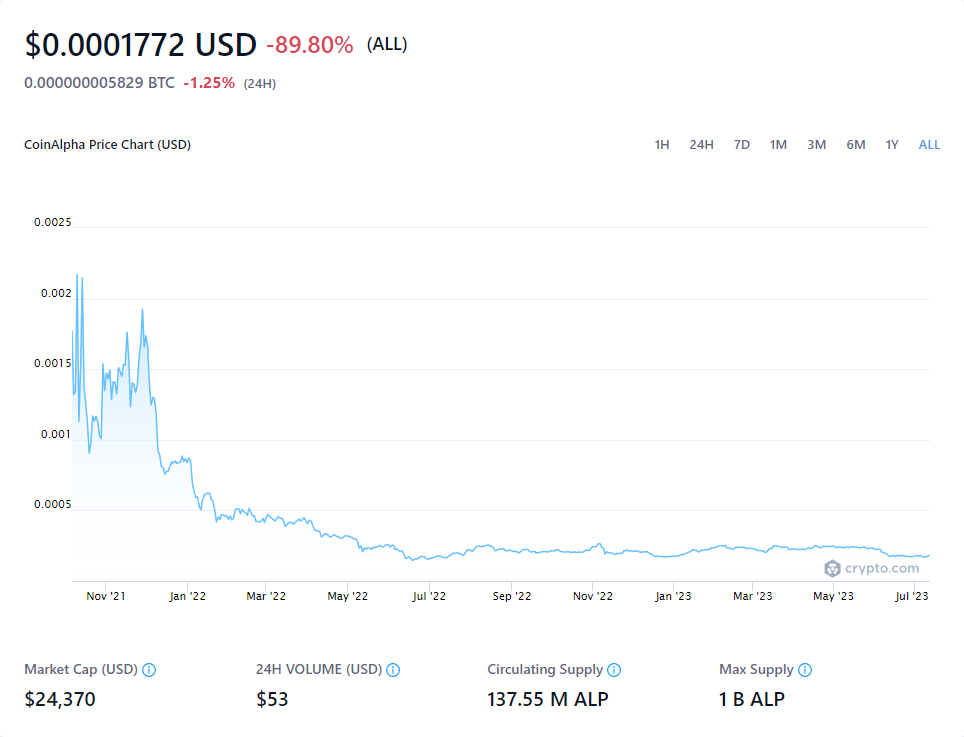 $0.0001772 USD -89.80% (ALL)
0.000000005829 BTC -1.25% (24H)
CoinAlpha Price Chart (USD) 1H 24H 7D 1M 3M 6M 1Y ALL
0.0025
0.002
0.0015
0.001
0.0005
crypto.com
Nov '21 Jan '22 Mar '22 May '22 Jul '22 Sep '22 Nov '22 Jan '23 Mar '23 May '23 Jul '23
Market Cap (USD) 24H VOLUME (USD) Circulating Supply Max Supply
$24,370 $53 137.55 M ALP 1 B ALP